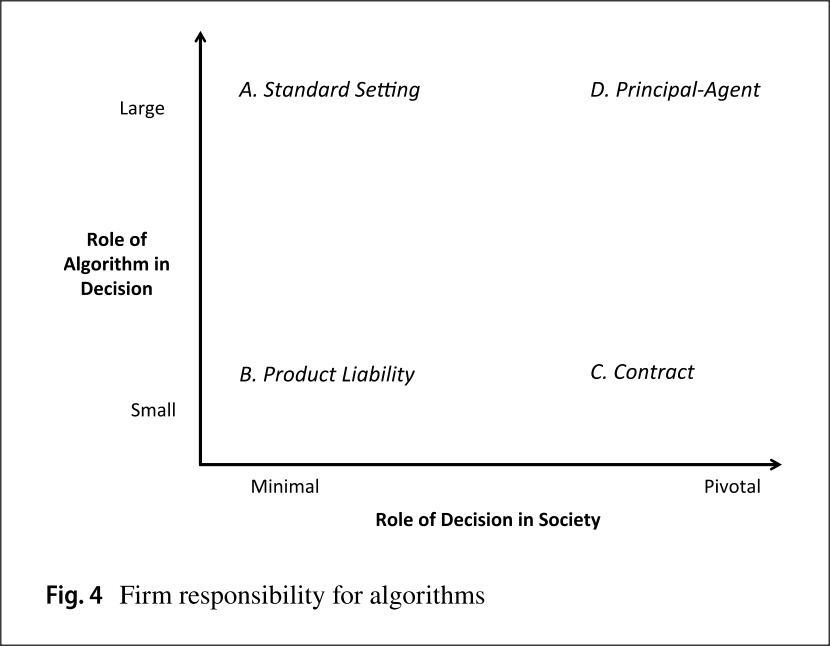 A. Standard Setting
D. Principal-Agent
Large
Role of
Algorithm in
Decision
B. Product Liability
C. Contract
Small
Minimal
Pivotal
Role of Decision in Society
Fig. 4 Firm responsibility for algorithms